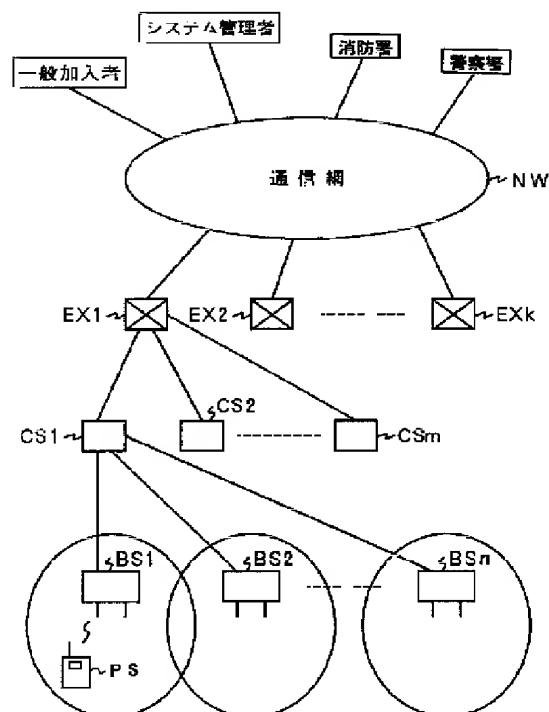 システム管理者
消防署
一般加入者
警察署
通信網
NW
EX1
EX2
EXk
CS2
CS1
CSm
BS1
BS2
BSn
PS